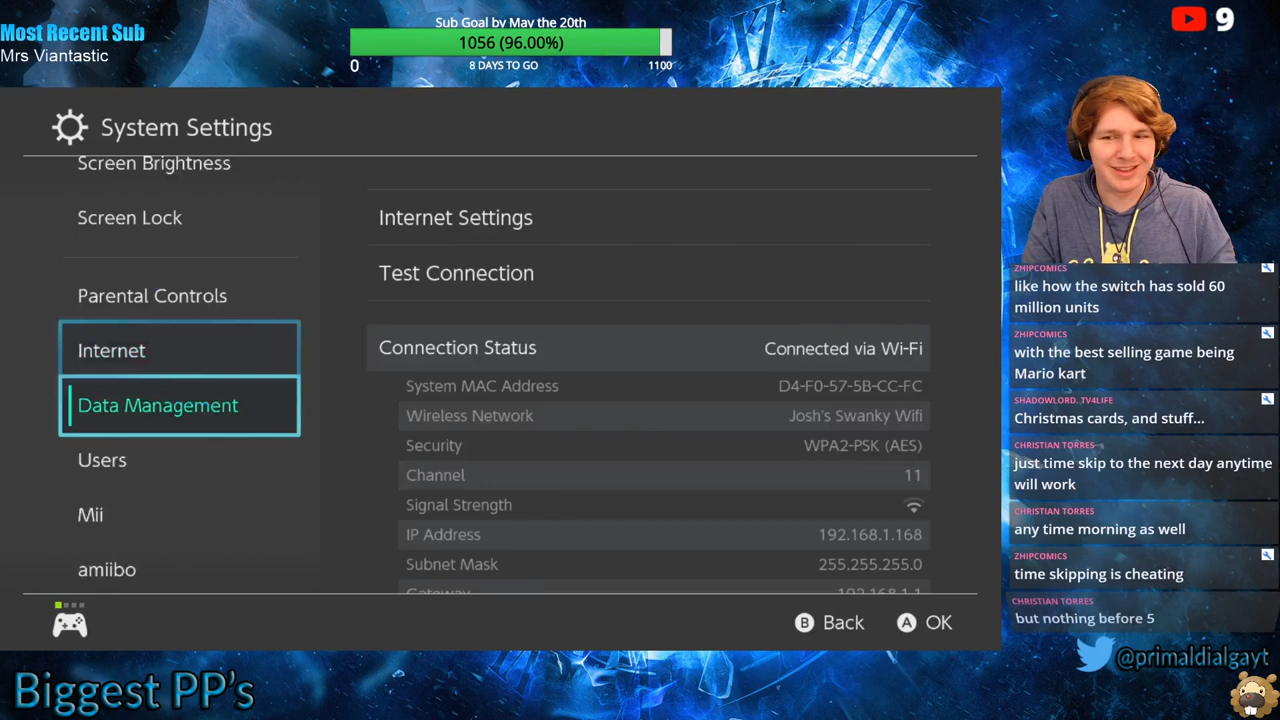 Most Recent Sub
Mrs Viantastic
Sub Goal by May the 20th
1056 (96.00%)
0
8 DAYS TO GO
1100
9
System Settings
Screen Brightness
Screen Lock
Parental Controls
Internet
Data Management
Users
Mii
amiibo
Internet Settings
Test Connection
Connection Status Connected via Wi-Fi
System MAC Address D4-F0-57-5B-CC-FC
Wireless Network Josh's Swanky Wifi
Security WPA2-PSK (AES)
Channel 11
Signal Strength
IP Address 192.168.1.168
Subnet Mask 255.255.255.0
Gateway 192.168.1.1
B Back A OK
ZHIPCOMICS
like how the switch has sold 60
million units
ZHIPCOMICS
with the best selling game being
Mario kart
SHADOWLORD_TV4LIFE
Christmas cards, and stuff...
CHRISTIAN TORRES
just time skip to the next day anytime
will work
CHRISTIAN TORRES
any time morning as well
ZHIPCOMICS
time skipping is cheating
CHRISTIAN TORRES
but nothing before 5
@primaldialgayt
Biggest PP's